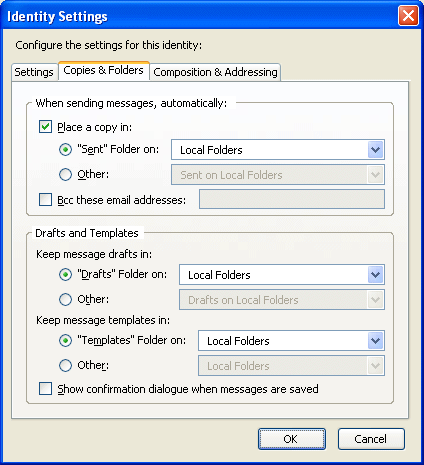 Identity Settings
Configure the settings for this identity:
Settings Copies & Folders Composition & Addressing
When sending messages, automatically:
Place a copy in:
"Sent" Folder on: Local Folders
Other: Sent on Local Folders
Bcc these email addresses:
Drafts and Templates
Keep message drafts in:
"Drafts" Folder on: Local Folders
Other: Drafts on Local Folders
Keep message templates in:
"Templates" Folder on: Local Folders
Other: Local Folders
Show confirmation dialogue when messages are saved
OK Cancel